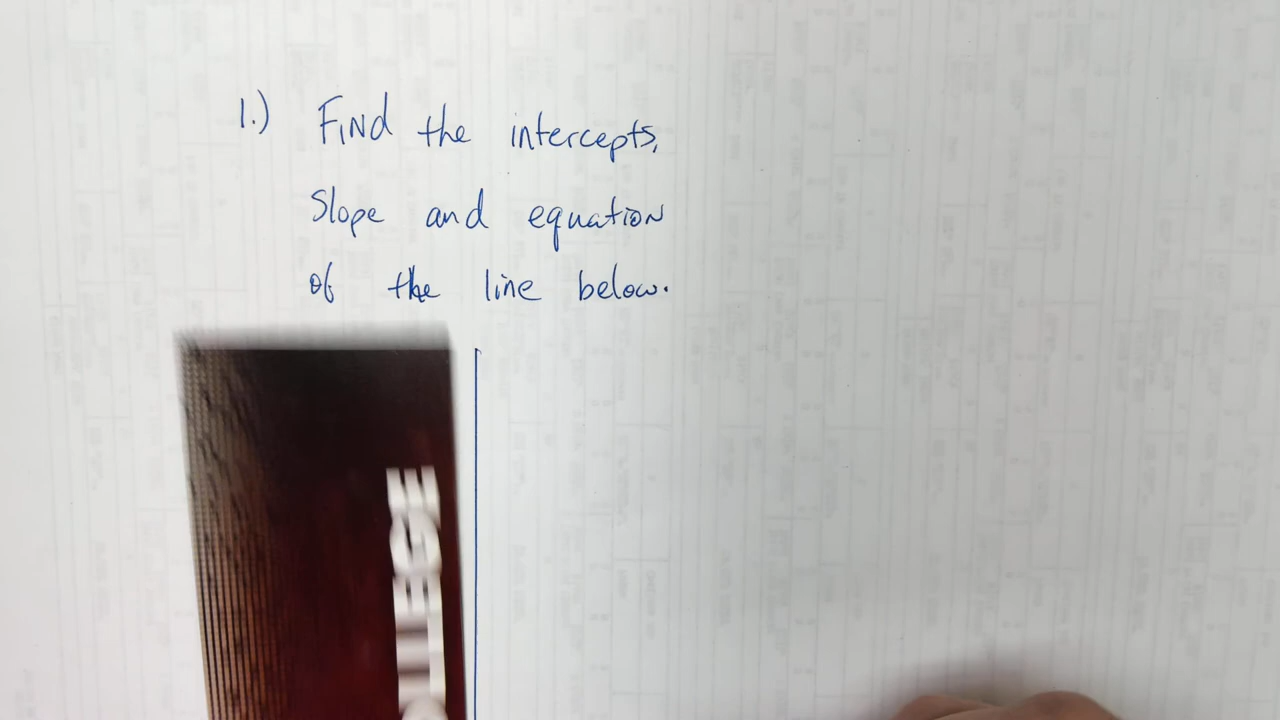 1.) Find the intercepts,
Slope and equation
of the line below.